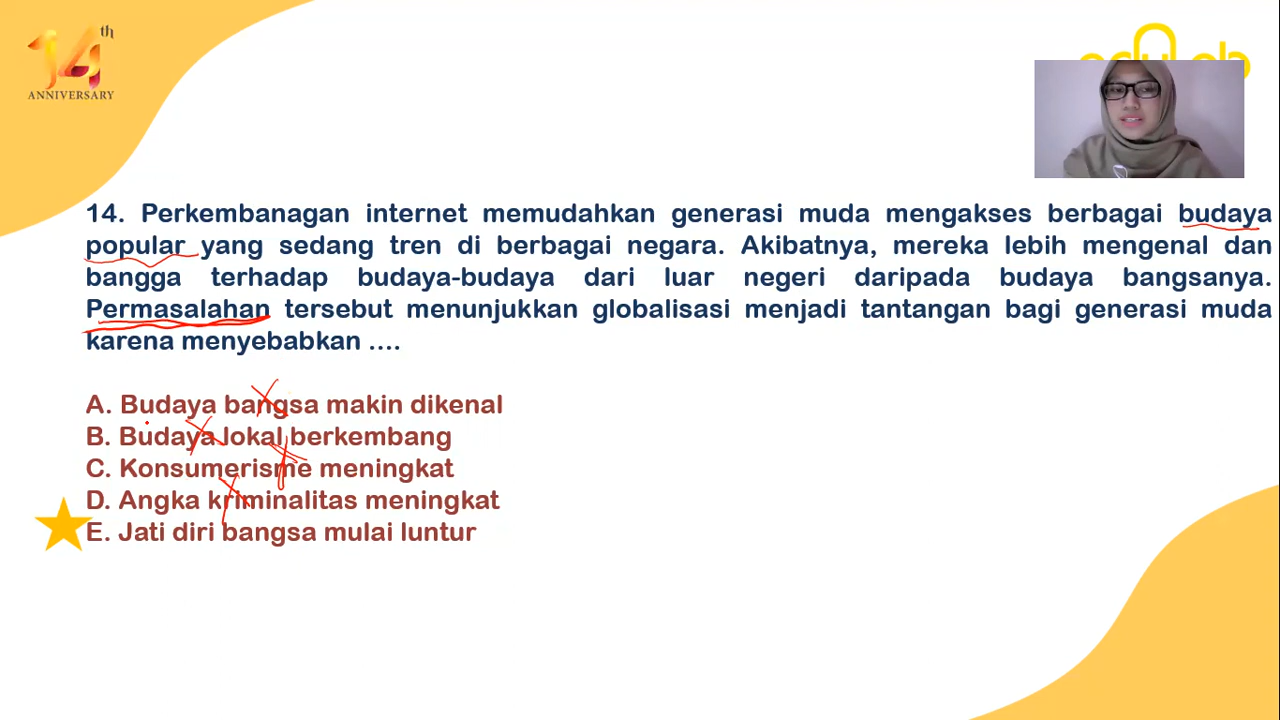 14th
ANNIVERSARY
14. Perkembanagan internet memudahkan generasi muda mengakses berbagai budaya
popular yang sedang tren di berbagai negara. Akibatnya, mereka lebih mengenal dan
bangga terhadap budaya-budaya dari luar negeri daripada budaya bangsanya.
Permasalahan tersebut menunjukkan globalisasi menjadi tantangan bagi generasi muda
karena menyebabkan ....
A. Budaya bangsa makin dikenal
B. Budaya lokal berkembang
C. Konsumerisme meningkat
D. Angka kriminalitas meningkat
E. Jati diri bangsa mulai luntur